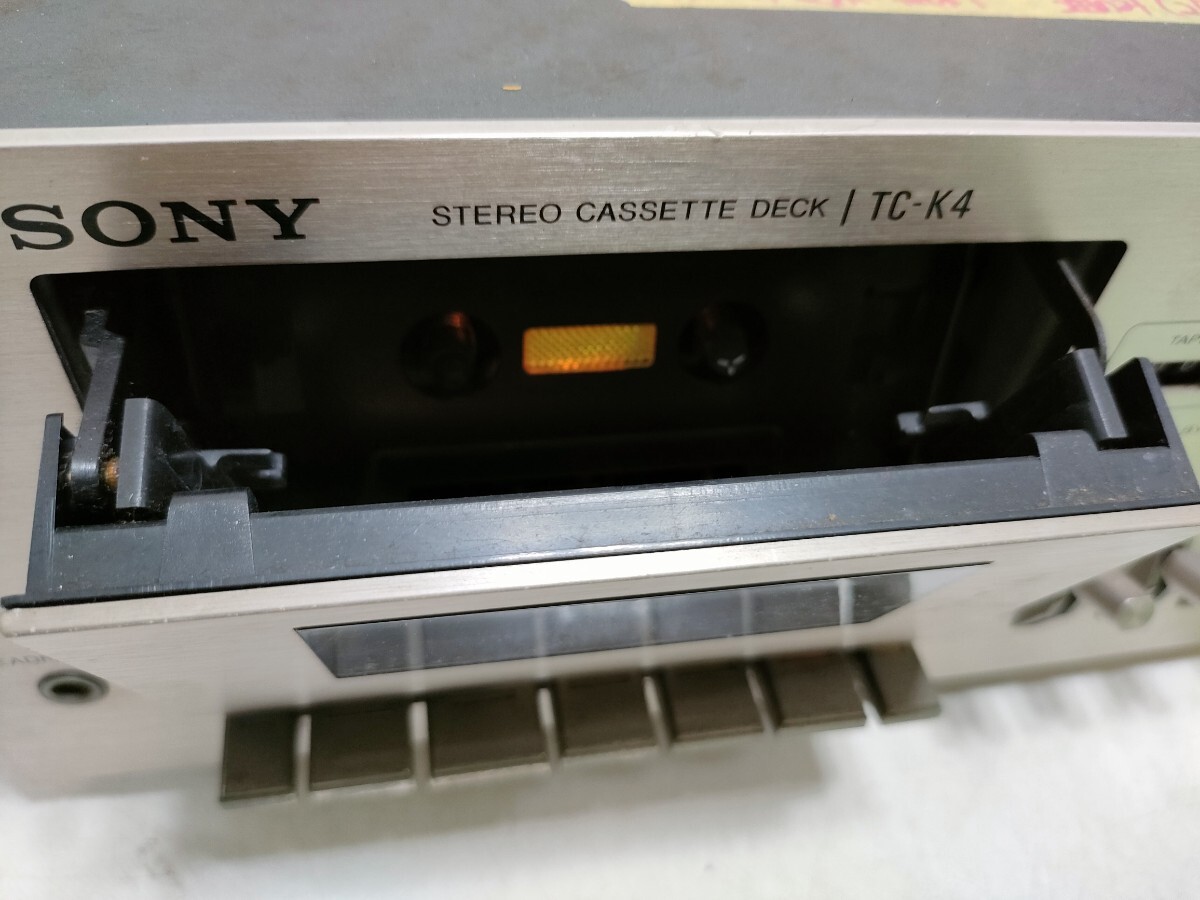 SONY
STEREO CASSETTE DECK / TC-K4